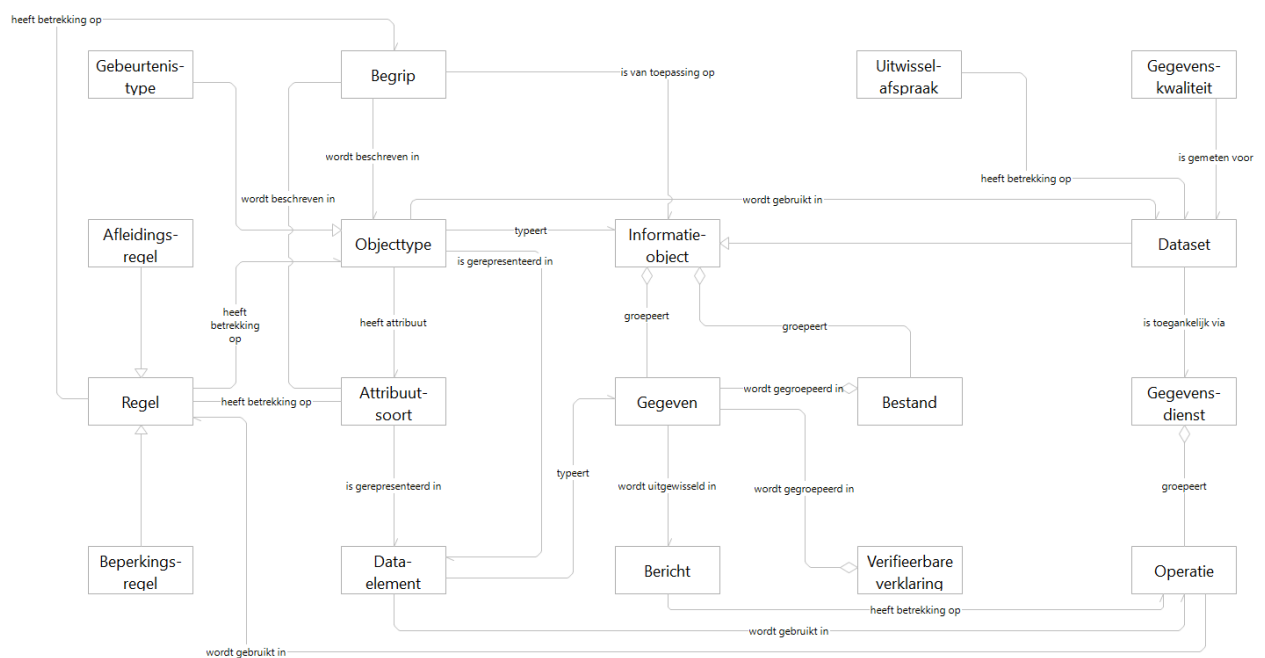 heeft betrekking op
Gebeurtenis-
type
Begrip
is van toepassing op
Uitwissel-
afspraak
Gegevens-
kwaliteit
wordt beschreven in
is gemeten voor
heeft betrekking op
wordt beschreven in
wordt gebruikt in
Afleidings-
regel
Objecttype
typeert
Informatie-
object
Dataset
is gerepresenteerd in
heeft
betrekking
op
heeft attribuut
groepeert
groepeert
is toegankelijk via
Regel
heeft betrekking op
Attribuut-
soort
Gegeven
wordt gegroepeerd in
Bestand
Gegevens-
dienst
typeert
is gerepresenteerd in
wordt uitgewisseld in
wordt gegroepeerd in
groepeert
Beperkings-
regel
Data-
element
Bericht
Verifieerbare
verklaring
Operatie
heeft betrekking op
wordt gebruikt in
wordt gebruikt in